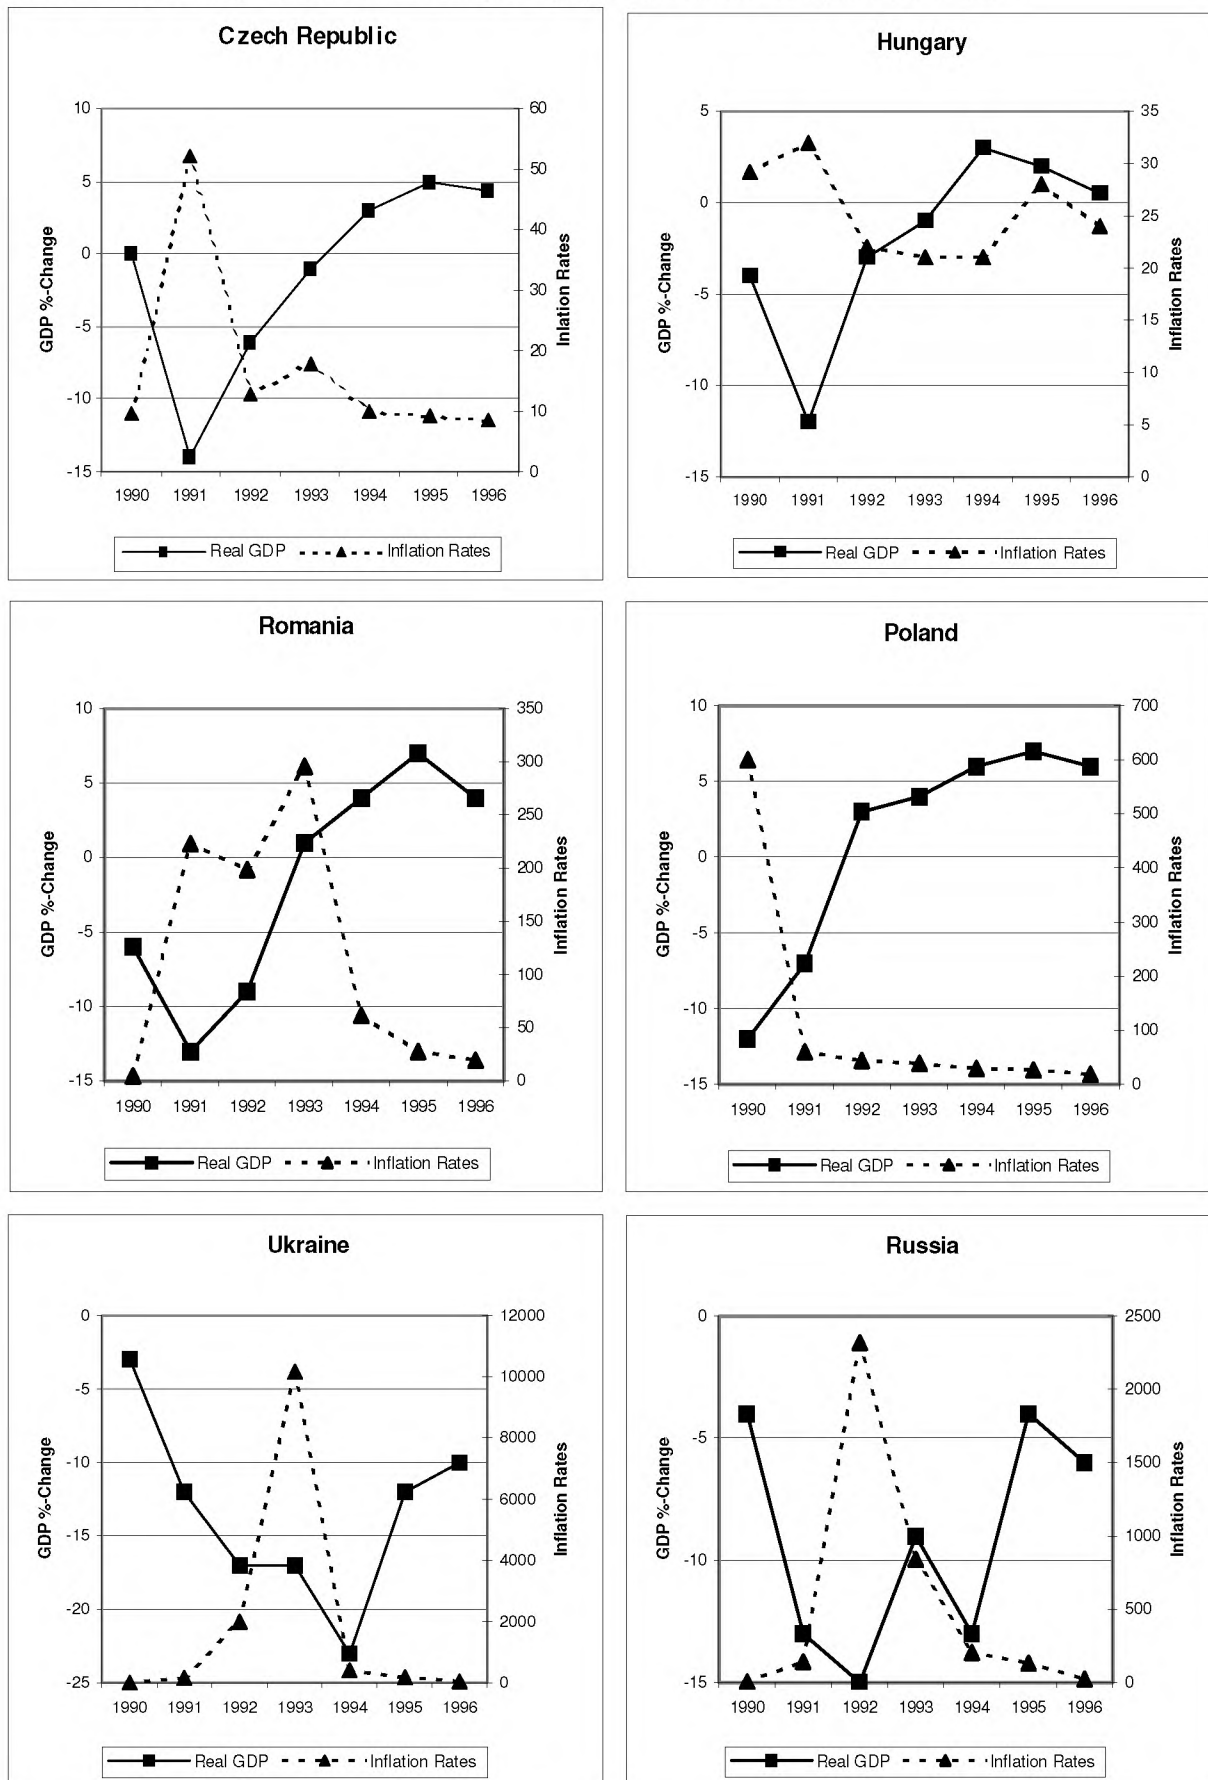 Czech Republic
10
5
0
-5
-10
-15
GDP %-Change
60
50
40
30
20
10
0
Inlation Rates
1990 1991 1992 1993 1994 1995 1996
Real GDP Inflation Rates
Hungary
5
0
-5
-10
-15
GDP %-Change
35
30
25
20
15
10
5
0
Inflation Rates
1990 1991 1992 1993 1994 1995 1996
Real GDP Inflation Rates
Romania
10
5
0
-5
-10
-15
GDP %-Change
350
300
250
200
150
100
50
0
Inflation Rates
1990 1991 1992 1993 1994 1995 1996
Real GDP Inflation Rates
Poland
10
5
0
-5
-10
-15
GDP %-Change
700
600
500
400
300
200
100
0
Inflation Rates
1990 1991 1992 1993 1994 1995 1996
Real GDP Inflation Rates
Ukraine
0
-5
-10
-15
-20
-25
GDP %-Change
12000
10000
8000
6000
4000
2000
0
Inflation Rates
1990 1991 1992 1993 1994 1995 1996
Real GDP Inflation Rates
Russia
0
-5
-10
-15
GDP %-Change
2500
2000
1500
1000
500
0
Inflation Rates
1990 1991 1992 1993 1994 1995 1996
Real GDP Inflation Rates